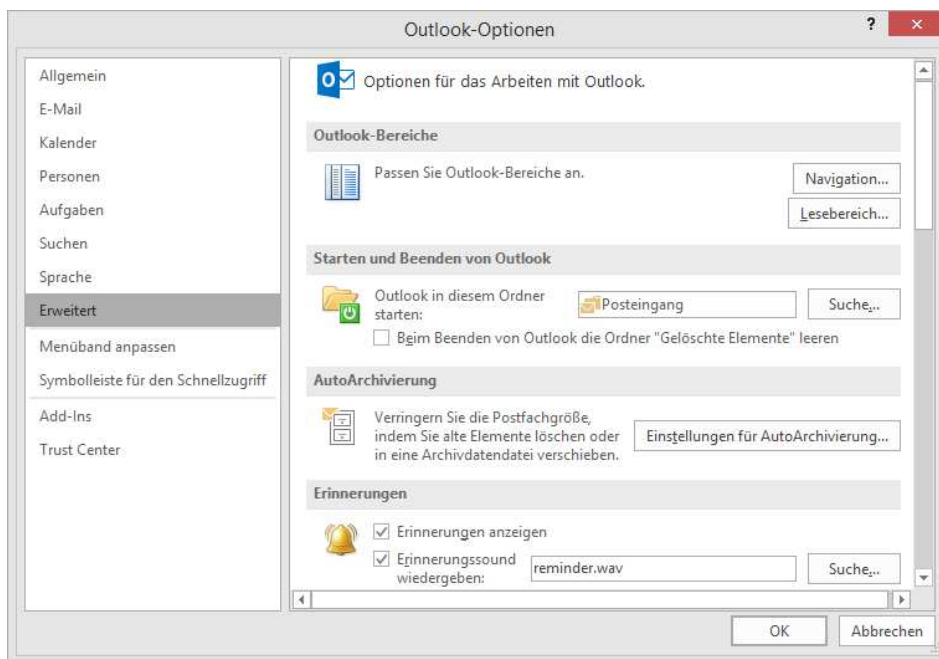 Outlook-Optionen
?
Allgemein
E-Mail
Kalender
Personen
Aufgaben
Suchen
Sprache
Erweitert
Menüband anpassen
Symbolleiste für den Schnellzugriff
Add-Ins
Trust Center
Optionen für das Arbeiten mit Outlook.
Outlook-Bereiche
Passen Sie Outlook-Bereiche an.
Navigation...
Lesebereich...
Starten und Beenden von Outlook
Outlook in diesem Ordner
starten:
Posteingang
Suche...
Beim Beenden von Outlook die Ordner "Gelöschte Elemente" leeren
AutoArchivierung
Verringern Sie die Postfachgröße,
indem Sie alte Elemente löschen oder
in eine Archivdatendatei verschieben.
Einstellungen für AutoArchivierung...
Erinnerungen
Erinnerungen anzeigen
Erinnerungssound
wiedergeben:
reminder.wav
Suche...
OK
Abbrechen